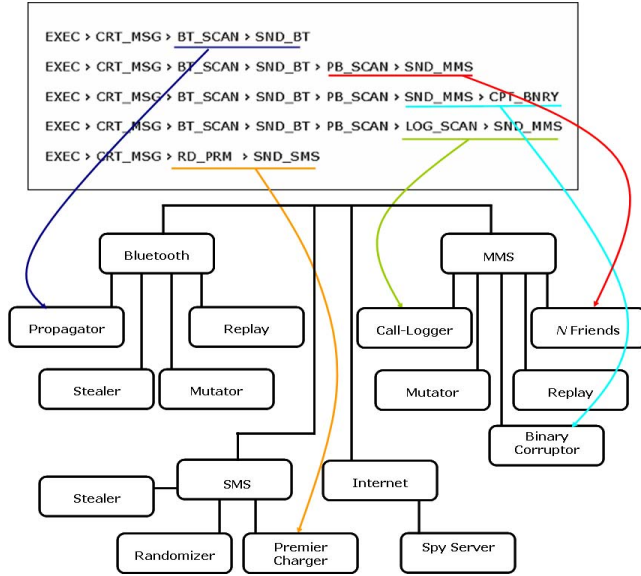 EXEC > CRT_MSG > BT_SCAN > SND_BT
EXEC > CRT_MSG > BT_SCAN > SND_BT > PB_SCAN > SND_MMS
EXEC > CRT_MSG > BT_SCAN > SND_BT > PB_SCAN > SND_MMS > CPT_BNRY
EXEC > CRT_MSG > BT_SCAN > SND_BT > PB_SCAN > LOG_SCAN > SND_MMS
EXEC > CRT_MSG > RD_PRM > SND_SMS
Bluetooth
MMS
Propagator
Replay
Call-Logger
N Friends
Stealer
Mutator
Mutator
Replay
Binary
Corruptor
SMS
Internet
Stealer
Randomizer
Premier
Charger
Spy Server